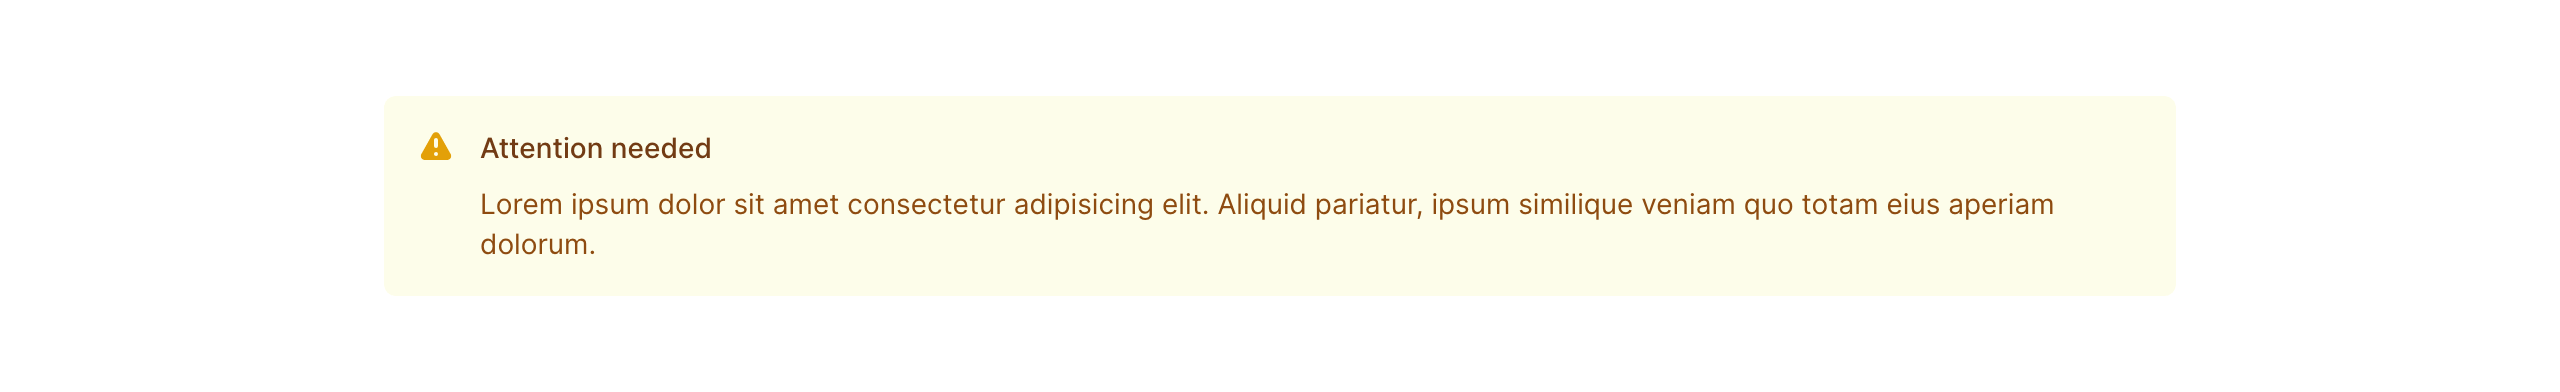 Attention needed
Lorem ipsum dolor sit amet consectetur adipisicing elit. Aliquid pariatur, ipsum similique veniam quo totam eius aperiam
dolorum.